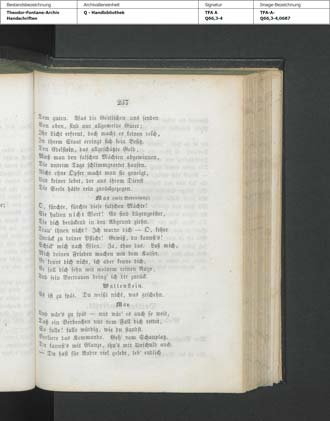 Bestandsbezeichnung
Archivalieneinheit
Signatur
Image-Bezeichnung
Theodor-Fontane-Archiv
Handschriften
Q - Handbibliothek
TFA A
Q66,3-4
TFA-A-
Q66,3-4,0687
237
Dem guten. Was die Göttlichen uns senden
Von oben, sind nur allgemeine Güter;
Ihr Licht erfreut, doch macht es keinen reich,
In ihrem Staat erringt sich kein Besitz.
Den Edelstein, das allgeschätzte Gold,
Muß man den falschen Mächten abgewinnen,
Die unterm Tage schlimmgeartet hausen.
Nicht ohne Opfer macht man sie geneigt,
Und keiner lebet, der aus ihrem Dienst
Die Seele hätte rein zurückgezogen.
Max
O, fürchte, fürchte diese falschen Mächte!
Sie halten nicht Wort! Es sind Lügengeister,
Die dich berückend in den Abgrund ziehn.
Trau' ihnen nicht! Ich warne dich — O, kehre
Zurück zu deiner Pflicht! Gewiß, du kannst's!
Schick' mich nach Wien. Ja, thue das. Laß mich,
Mich deinen Frieden machen mit dem Kaiser.
Er kennt dich nicht, ich aber kenne dich,
Er soll dich sehn mit meinem reinen Auge,
Und sein Vertrauen bring' ich dir zurück.
Wallenstein.
Es ist zu spät. Du weißt nicht, was geschehn.
Max
Und wär's zu spät — und wär' es auch so weit,
Daß ein Verbrechen nur vom Fall dich rettet,
So falle! falle würdig, wie du standst.
Verliere das Kommando. Geh' vom Schauplatz,
Du kannst's mit Glanze, thu's mit Unschuld auch.
— Du hast für Andre viel gelebt, leb' endlich